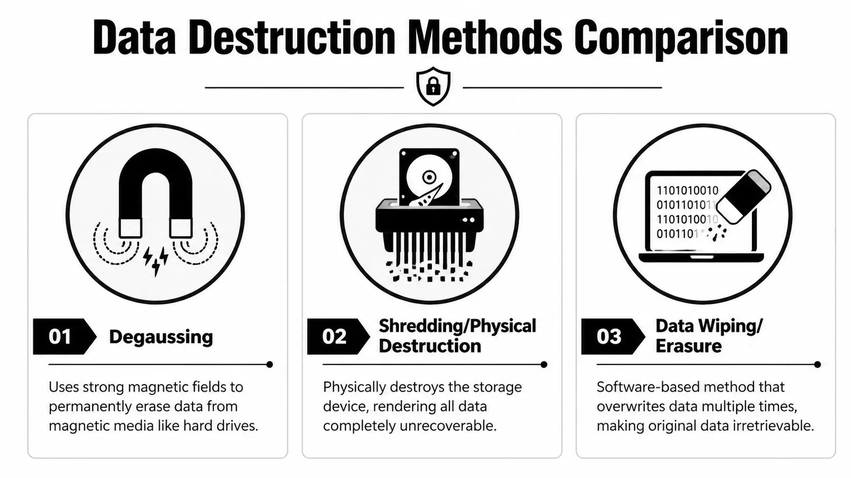 Data Destruction Methods Comparison
1101010010
010110101
1101010010
0101101
01
Degaussing
Uses strong magnetic fields to
permanently erase data from
magnetic media like hard drives.
02
Shredding/Physical
Destruction
Physically destroys the storage
device, rendering all data
completely unrecoverable.
03
Data Wiping/
Erasure
Software-based method that
overwrites data multiple times,
making original data irretrievable.